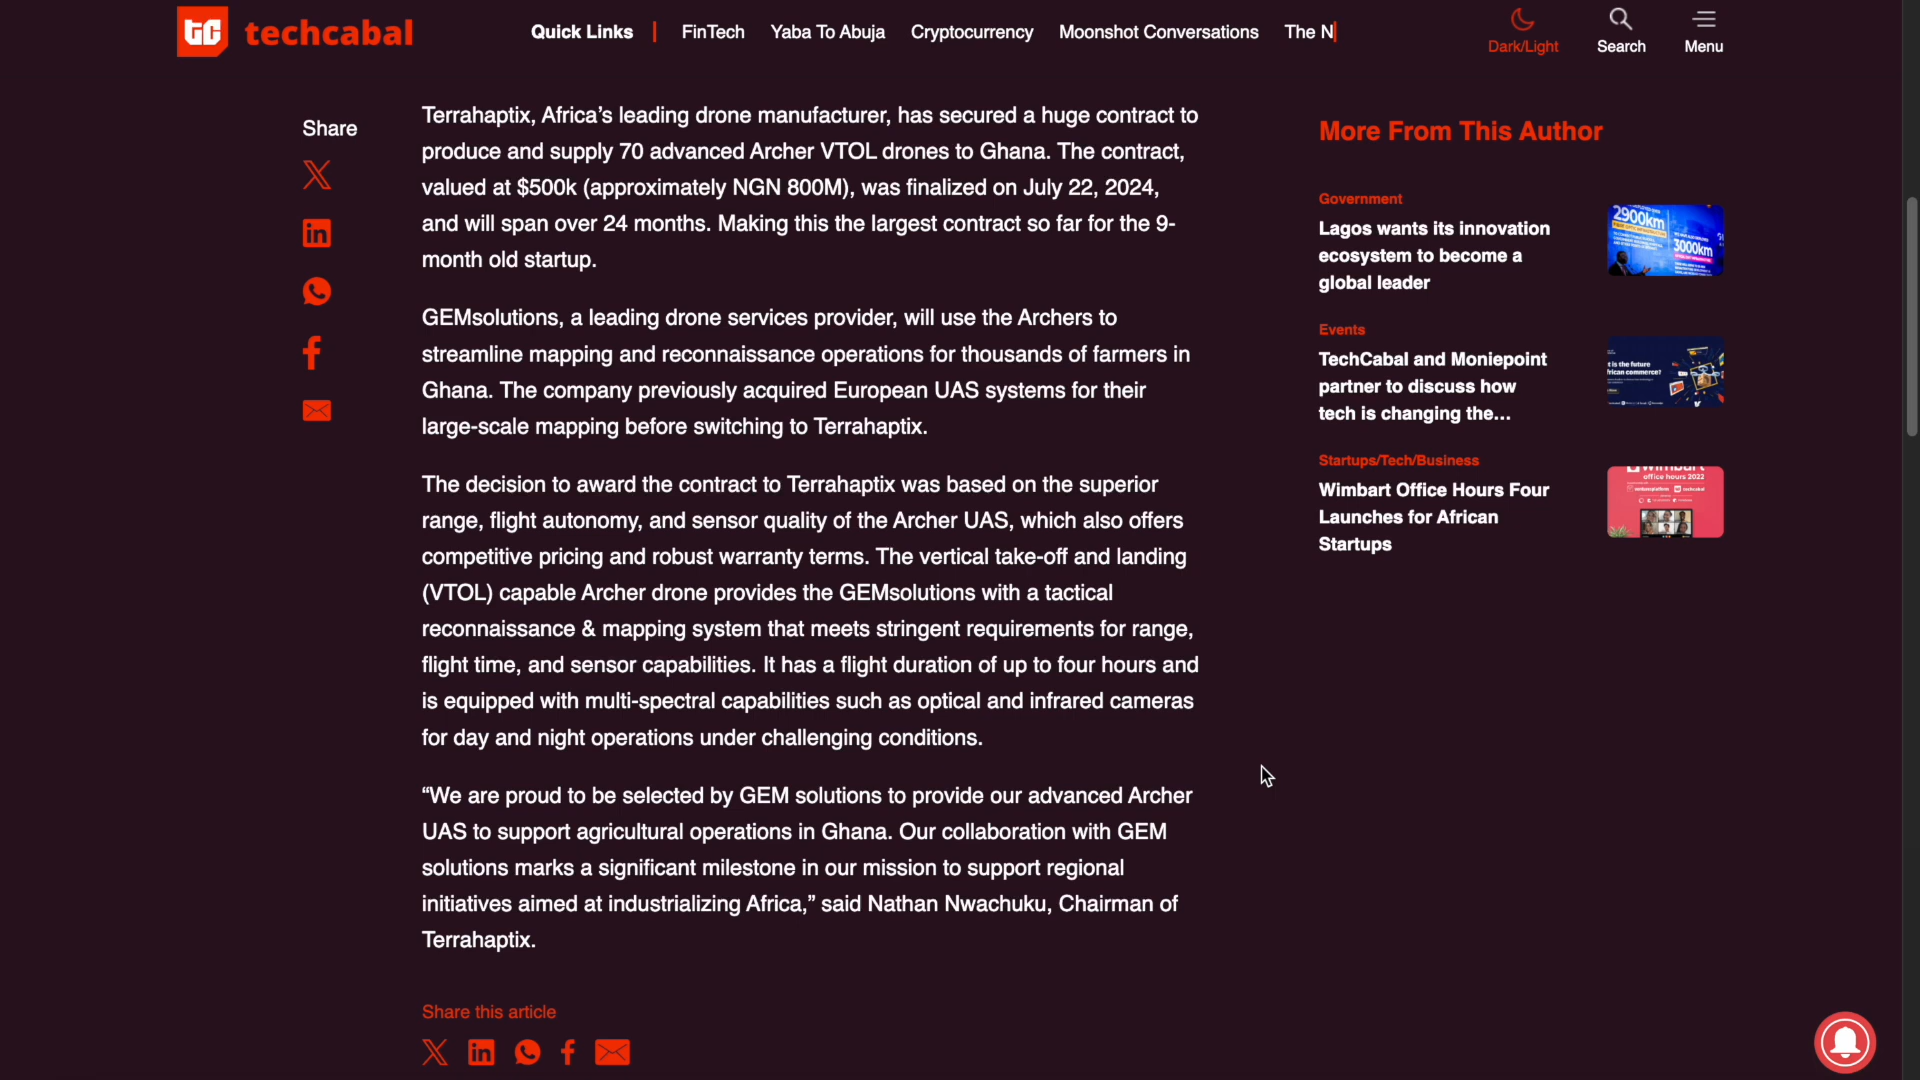 techcabal
Quick Links
FinTech
Yaba To Abuja
Cryptocurrency
Moonshot Conversations
The N
Dark/Light
Search
Menu
Share
Terrahaptix, Africa’s leading drone manufacturer, has secured a huge contract to
produce and supply 70 advanced Archer VTOL drones to Ghana. The contract,
valued at $500k (approximately NGN 800M), was finalized on July 22, 2024,
and will span over 24 months. Making this the largest contract so far for the 9-
month old startup.
GEMsolutions, a leading drone services provider, will use the Archers to
streamline mapping and reconnaissance operations for thousands of farmers in
Ghana. The company previously acquired European UAS systems for their
large-scale mapping before switching to Terrahaptix.
The decision to award the contract to Terrahaptix was based on the superior
range, flight autonomy, and sensor quality of the Archer UAS, which also offers
competitive pricing and robust warranty terms. The vertical take-off and landing
(VTOL) capable Archer drone provides the GEMsolutions with a tactical
reconnaissance & mapping system that meets stringent requirements for range,
flight time, and sensor capabilities. It has a flight duration of up to four hours and
is equipped with multi-spectral capabilities such as optical and infrared cameras
for day and night operations under challenging conditions.
“We are proud to be selected by GEM solutions to provide our advanced Archer
UAS to support agricultural operations in Ghana. Our collaboration with GEM
solutions marks a significant milestone in our mission to support regional
initiatives aimed at industrializing Africa,” said Nathan Nwachuku, Chairman of
Terrahaptix.
Share this article
More From This Author
Government
Lagos wants its innovation
ecosystem to become a
global leader
2900km
3000km
Events
TechCabal and Moniepoint
partner to discuss how
tech is changing the...
t is the future
rican commerce?
Startups/Tech/Business
Wimbart Office Hours Four
Launches for African
Startups
wimbart
office hours 2022